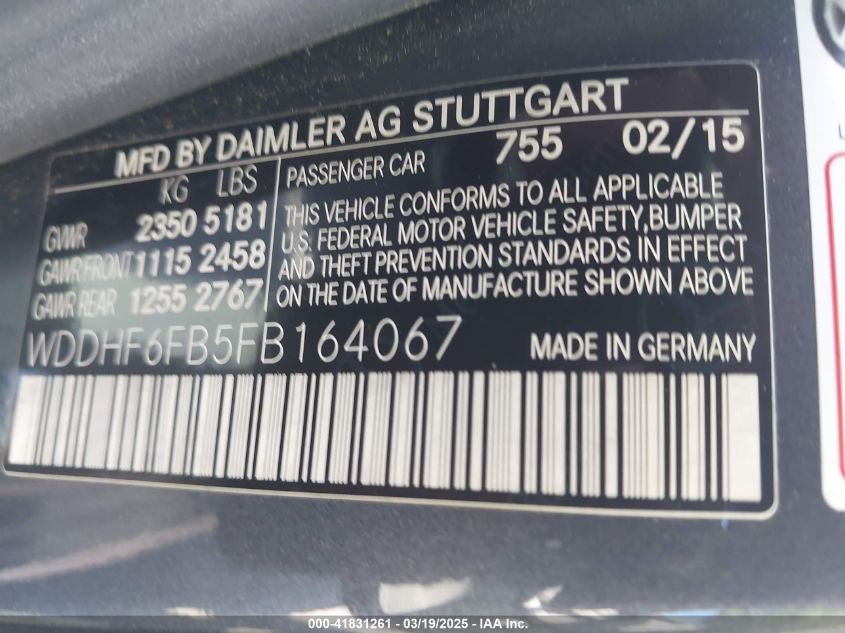 MFD BY DAIMLER AG STUTTGART
KG LBS
GVWR 2350 5181
GAWR FRONT 1115 2458
GAWR REAR 1255 2767
PASSENGER CAR 755 02/15
THIS VEHICLE CONFORMS TO ALL APPLICABLE
U.S. FEDERAL MOTOR VEHICLE SAFETY, BUMPER
AND THEFT PREVENTION STANDARDS IN EFFECT
ON THE DATE OF MANUFACTURE SHOWN ABOVE
WDDHF6FB5FB164067 MADE IN GERMANY
000-41831261 - 03/19/2025 - IAA Inc.